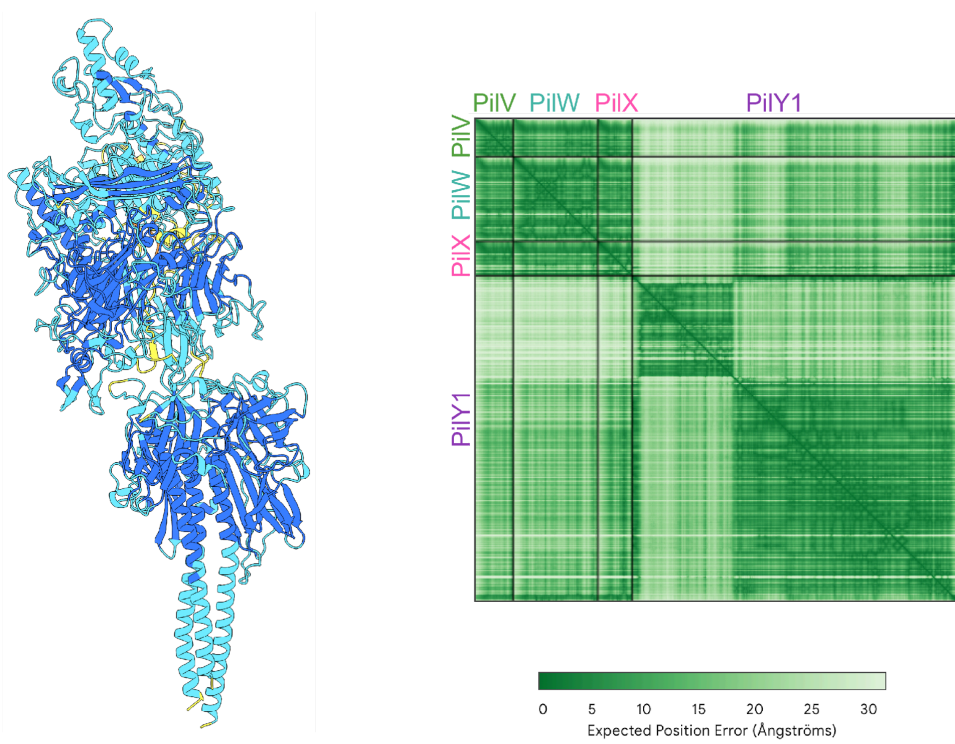 PilV PilW PilX PilY1
PilV
PilW
PilX
PilY1
0 5 10 15 20 25 30
Expected Position Error (Ångströms)